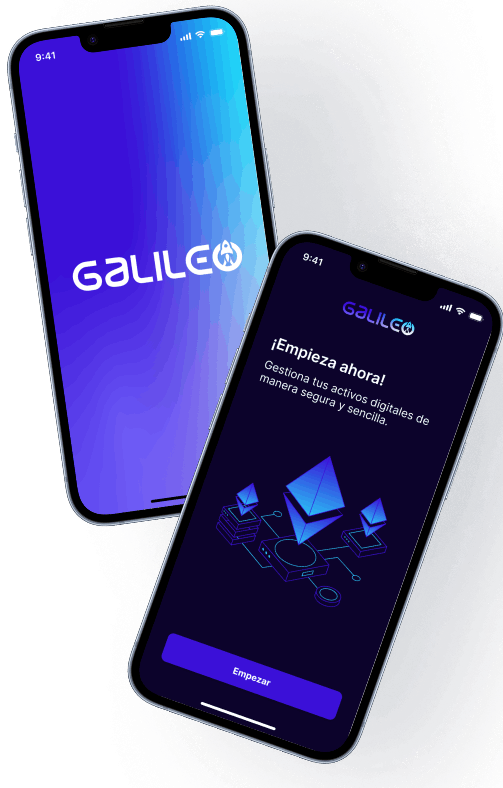 9:41
GALILEO
9:41
GALILEO
¡Empieza ahora!
Gestiona tus activos digitales de
manera segura y sencilla.
Empezar